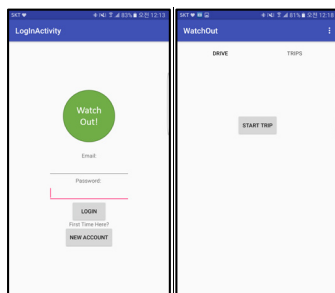 SKT
83% 오전 12:13
LogInActivity
Watch
Out!
Email:
Password:
LOGIN
First Time Here?
NEW ACCOUNT
SKT
81% 오전 12:18
WatchOut
DRIVE
TRIPS
START TRIP